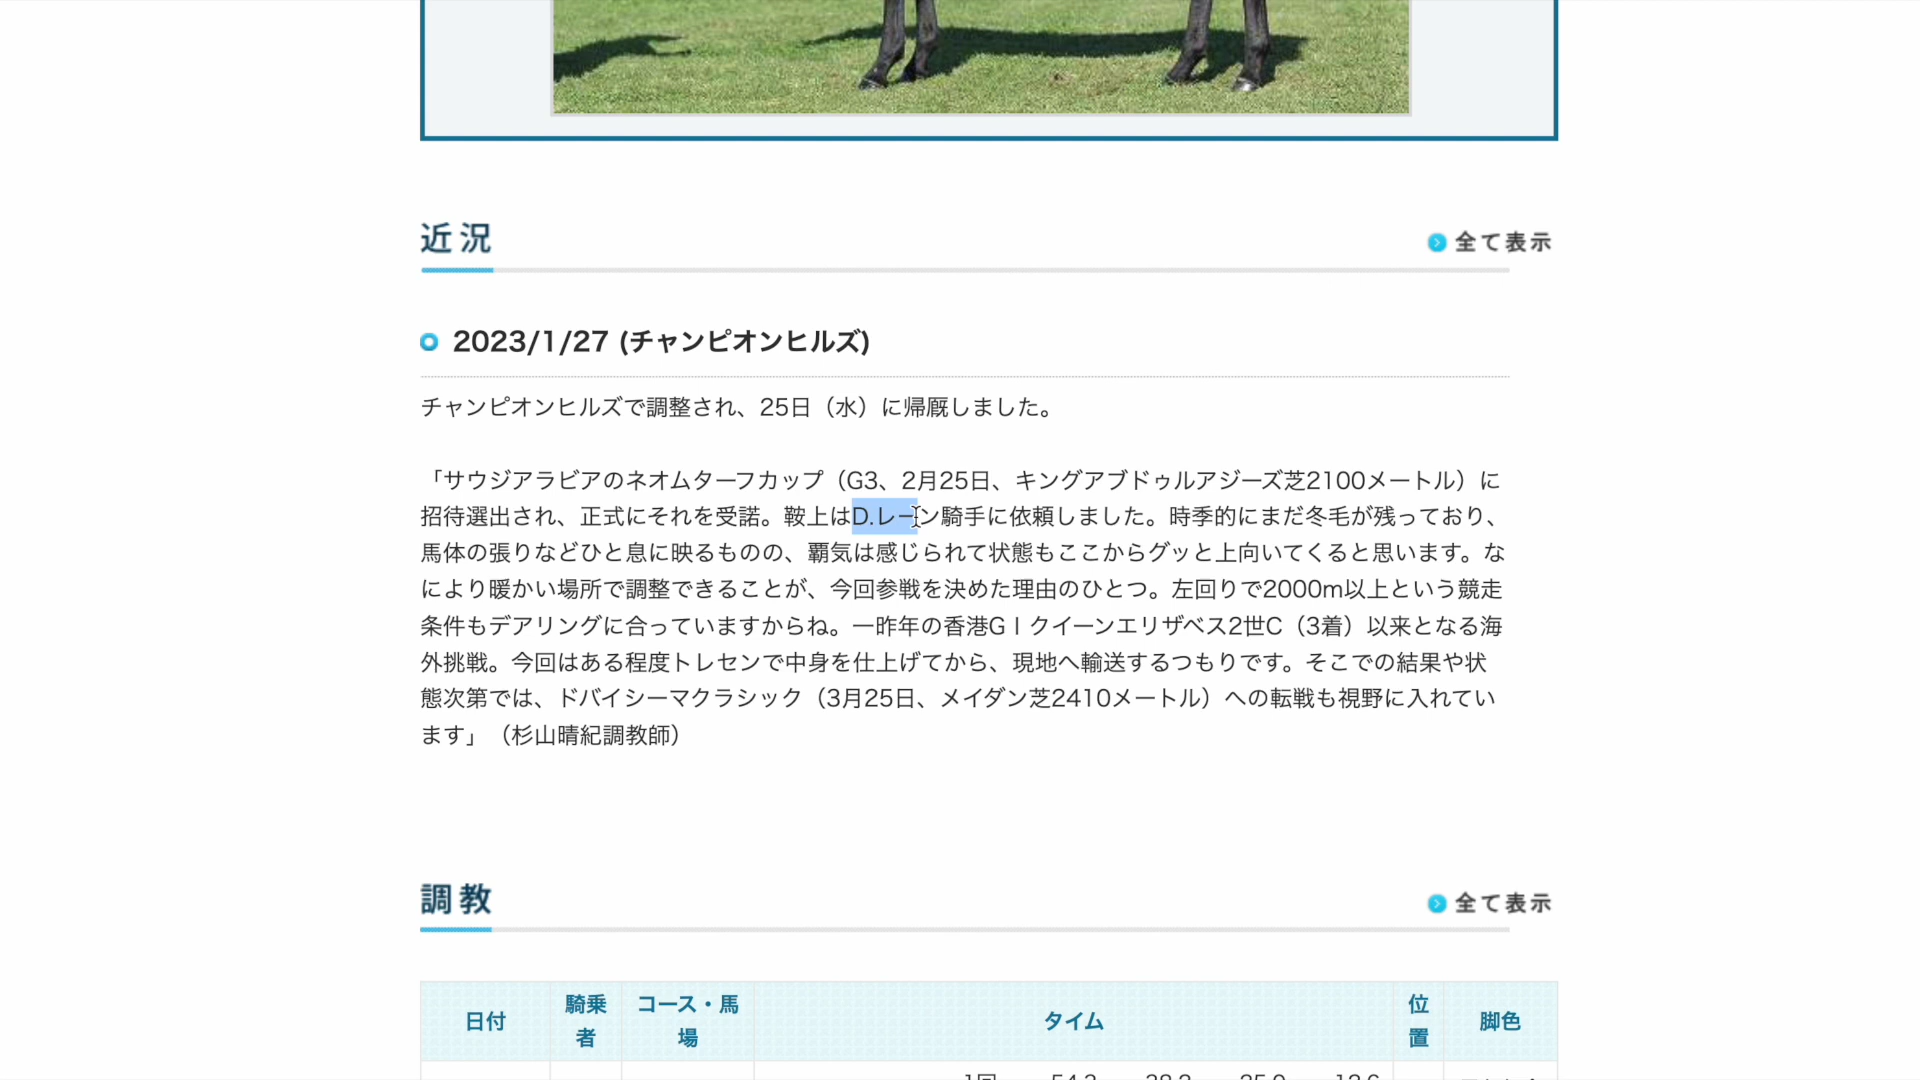 近況
全て表示
2023/1/27 (チャンピオンヒルズ)
チャンピオンヒルズで調整され、25日（水）に帰厩しました。
「サウジアラビアのネオムターフカップ（G3、2月25日、キングアブドゥルアジーズ芝2100メートル）に
招待選出され、正式にそれを受諾。鞍上はD.レーン騎手に依頼しました。時季的にまだ冬毛が残っており、
馬体の張りなどひと息に映るものの、覇気は感じられて状態もここからグッと上向いてくると思います。な
により暖かい場所で調整できることが、今回参戦を決めた理由のひとつ。左回りで2000m以上という競走
条件もデアリングに合っていますからね。一昨年の香港GⅠクイーンエリザベス2世C（3着）以来となる海
外挑戦。今回はある程度トレセンで中身を仕上げてから、現地へ輸送するつもりです。そこでの結果や状
態次第では、ドバイシーマクラシック（3月25日、メイダン芝2410メートル）への転戦も視野に入れてい
ます」（杉山晴紀調教師）
調教
全て表示
日付 騎乗者 コース・馬場 タイム 位置 脚色
1回 54.3 38.3 25.0 12.6